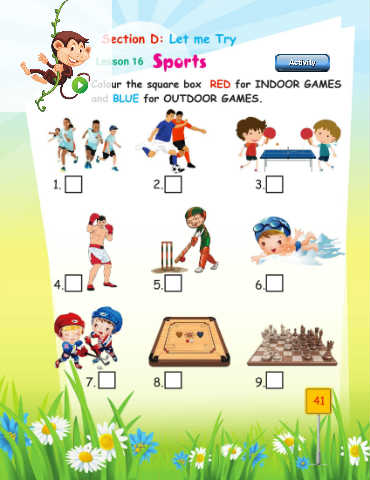 Section D: Let me Try
Lesson 16 Sports
Activity
Colour the square box RED for INDOOR GAMES
and BLUE for OUTDOOR GAMES.
1.
2.
3.
4.
5.
6.
7.
8.
9.
41